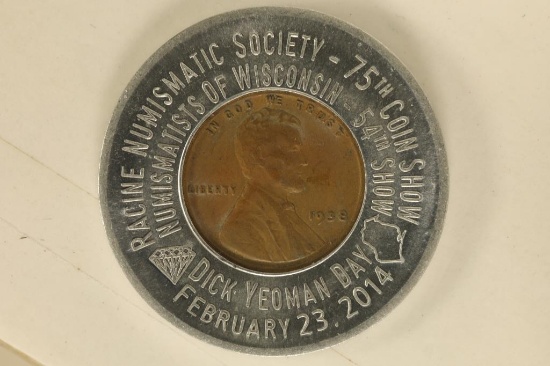 RACINE NUMISMATIC SOCIETY - 75TH COIN SHOW
NUMISMATISTS OF WISCONSIN - 54TH SHOW
IN GOD WE TRUST
LIBERTY
1938
DICK YEOMAN DAY
FEBRUARY 23, 2014